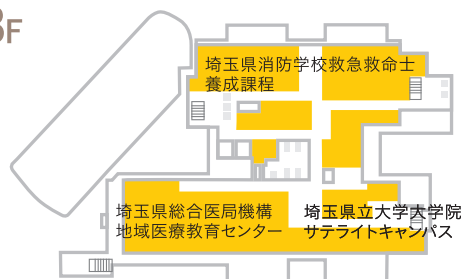 8F
埼玉県消防学校救急救命士
養成課程
埼玉県総合医局機構
地域医療教育センター
埼玉県立大学大学院
サテライトキャンパス